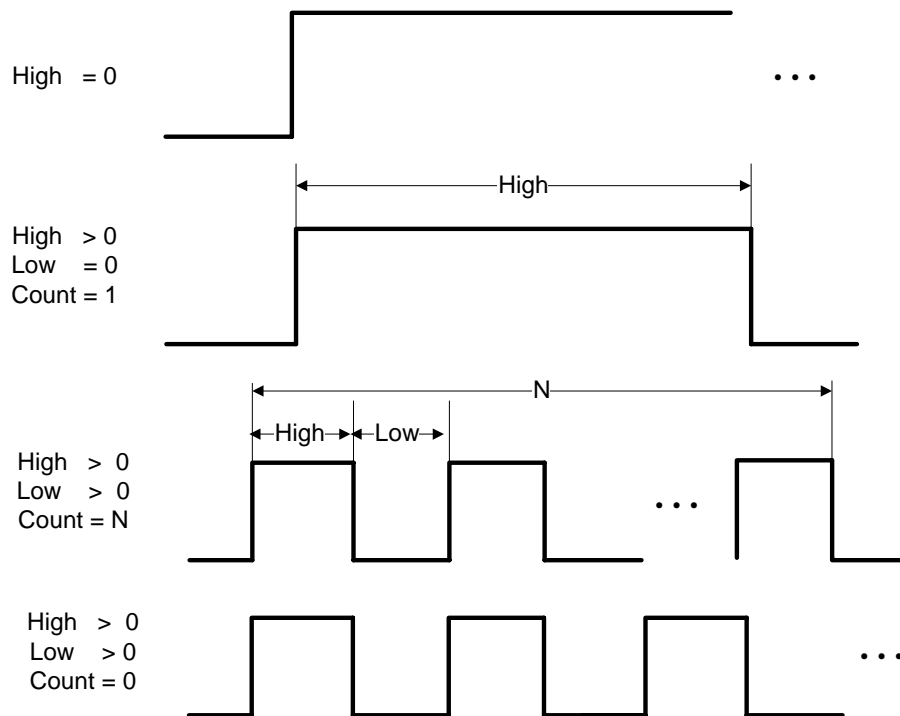 High = 0
• • •
High
High > 0
Low = 0
Count = 1
N
High Low
High > 0
Low > 0
Count = N
• • •
High > 0
Low >0
Count = 0
• • •